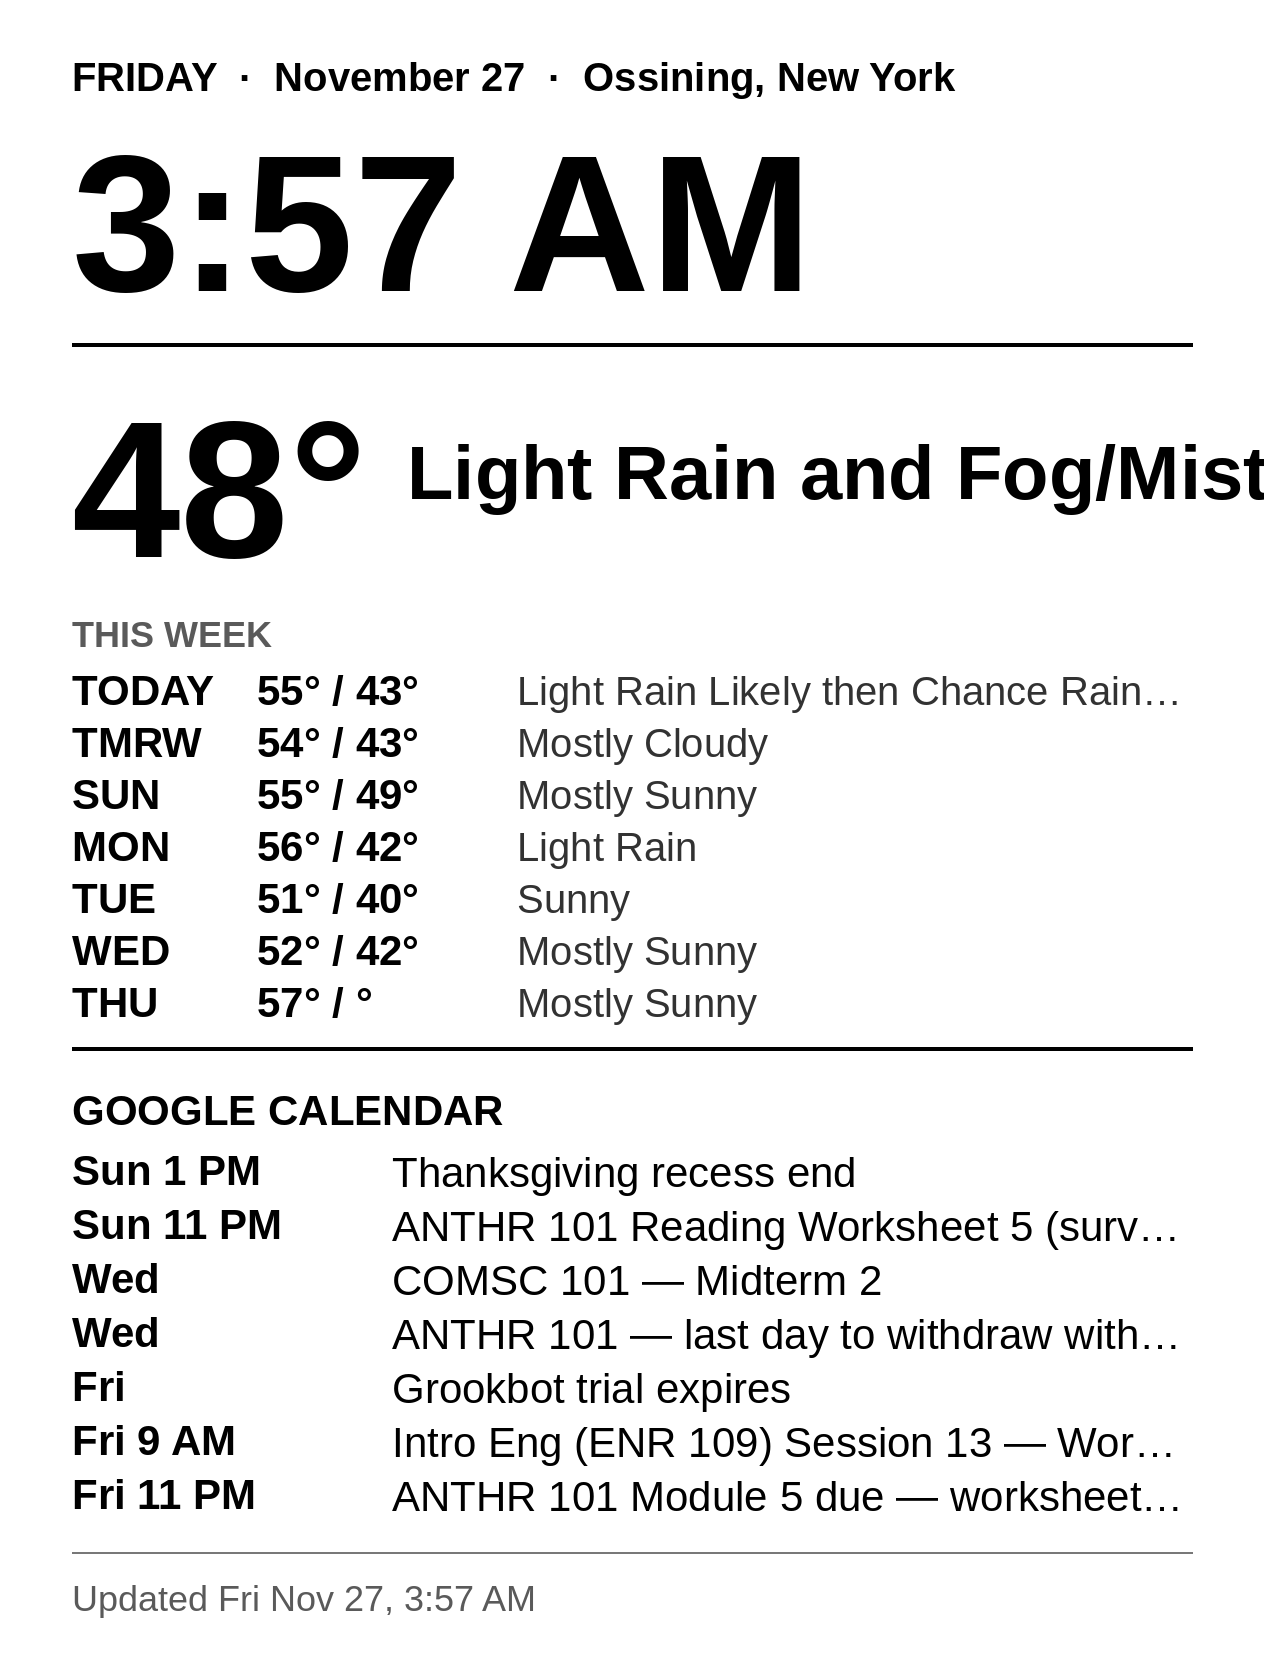 FRIDAY · November 27 · Ossining, New York
3:57 AM
48° Light Rain and Fog/Mist
THIS WEEK
TODAY 55° / 43° Light Rain Likely then Chance Rain…
TMRW 54° / 43° Mostly Cloudy
SUN 55° / 49° Mostly Sunny
MON 56° / 42° Light Rain
TUE 51° / 40° Sunny
WED 52° / 42° Mostly Sunny
THU 57° / ° Mostly Sunny
GOOGLE CALENDAR
Sun 1 PM Thanksgiving recess end
Sun 11 PM ANTHR 101 Reading Worksheet 5 (surv…
Wed COMSC 101 — Midterm 2
Wed ANTHR 101 — last day to withdraw with…
Fri Grookbot trial expires
Fri 9 AM Intro Eng (ENR 109) Session 13 — Wor…
Fri 11 PM ANTHR 101 Module 5 due — worksheet…
Updated Fri Nov 27, 3:57 AM